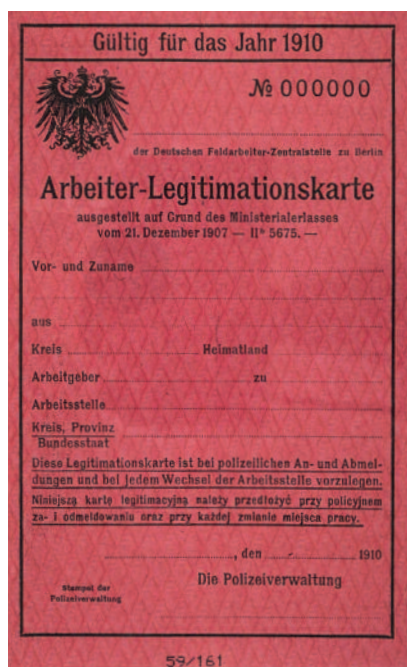 Gültig für das Jahr 1910
№ 000000
der Deutschen Feldarbeiter-Zentralstelle zu Berlin
Arbeiter-Legitimationskarte
ausgestellt auf Grund des Ministerialerlasses
vom 21. Dezember 1907 — IIb 5675. —
Vor- und Zuname
aus
Kreis Heimatland
Arbeitgeber zu
Arbeitsstelle
Kreis, Provinz
Bundesstaat
Diese Legitimationskarte ist bei polizeilichen An- und Abmel-
dungen und bei jedem Wechsel der Arbeitsstelle vorzulegen.
Niniejszą kartę legitimacyjną należy przedłożyć przy policyjnem
za- i odmeldowaniu oraz przy każdej zmianie miejsca pracy.
, den 1910
Die Polizeiverwaltung
Stempel der
Polizeiverwaltung
59/161